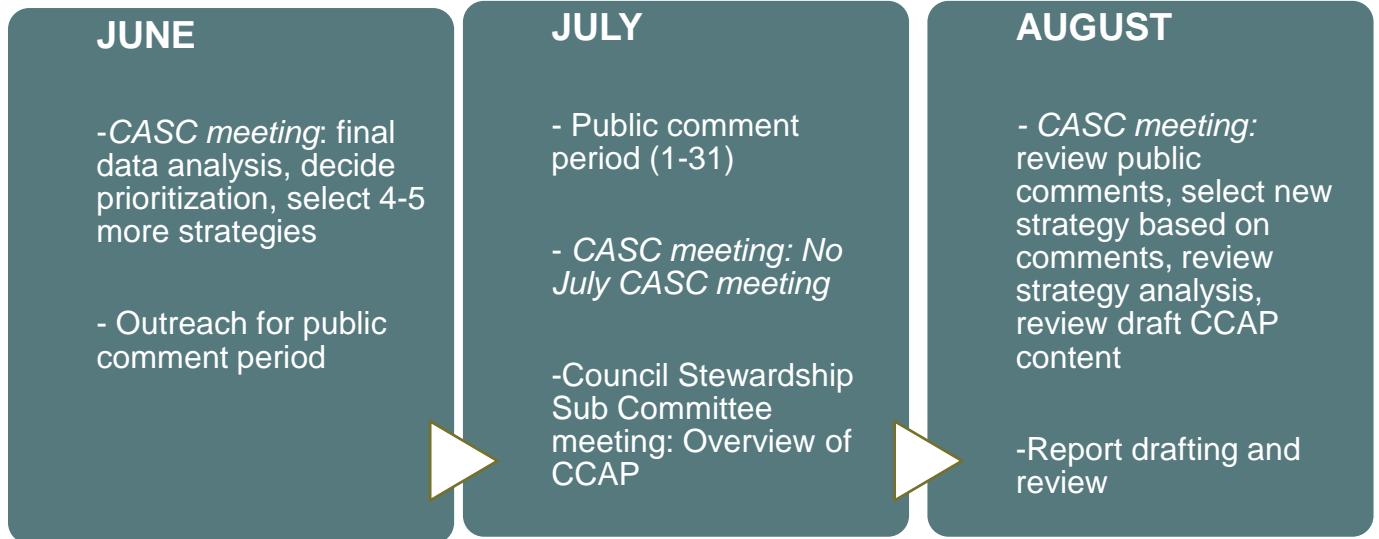 JUNE
-CASC meeting: final
data analysis, decide
prioritization, select 4-5
more strategies
- Outreach for public
comment period
JULY
- Public comment
period (1-31)
- CASC meeting: No
July CASC meeting
-Council Stewardship
Sub Committee
meeting: Overview of
CCAP
AUGUST
- CASC meeting:
review public
comments, select new
strategy based on
comments, review
strategy analysis,
review draft CCAP
content
-Report drafting and
review